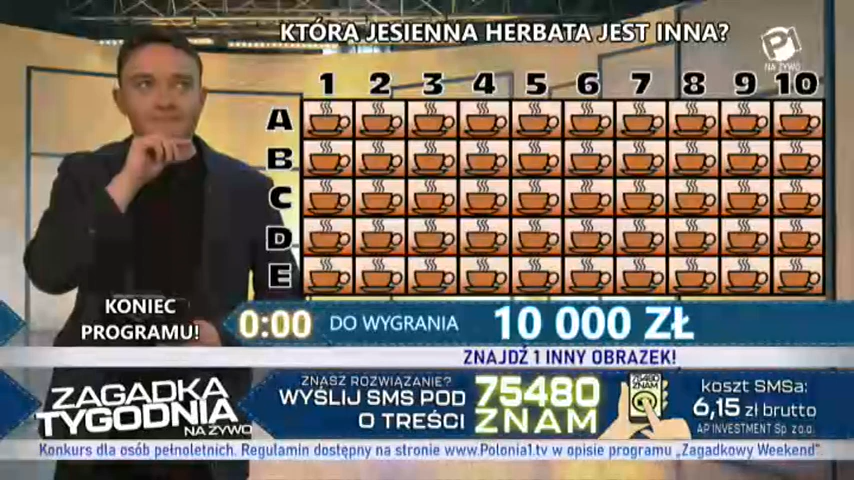 KTÓRA JESIENNA HERBATA JEST INNA?
P1
NA ŻYWO
1 2 3 4 5 6 7 8 9 10
A
B
C
D
E
KONIEC
PROGRAMU!
0:00 DO WYGRANIA 10 000 ZŁ
ZNAJDŹ 1 INNY OBRAZEK!
ZAGADKA
TYGODNIA
NA ŻYWO
ZNASZ ROZWIĄZANIE?
WYŚLIJ SMS POD
O TREŚCI
75480
ZNAM
75480
ZNAM
koszt SMSa:
6,15 zł brutto
AP INVESTMENT Sp. z o.o.
Konkurs dla osób pełnoletnich. Regulamin dostępny na stronie www.Polonia1.tv w opisie programu „Zagadkowy Weekend"